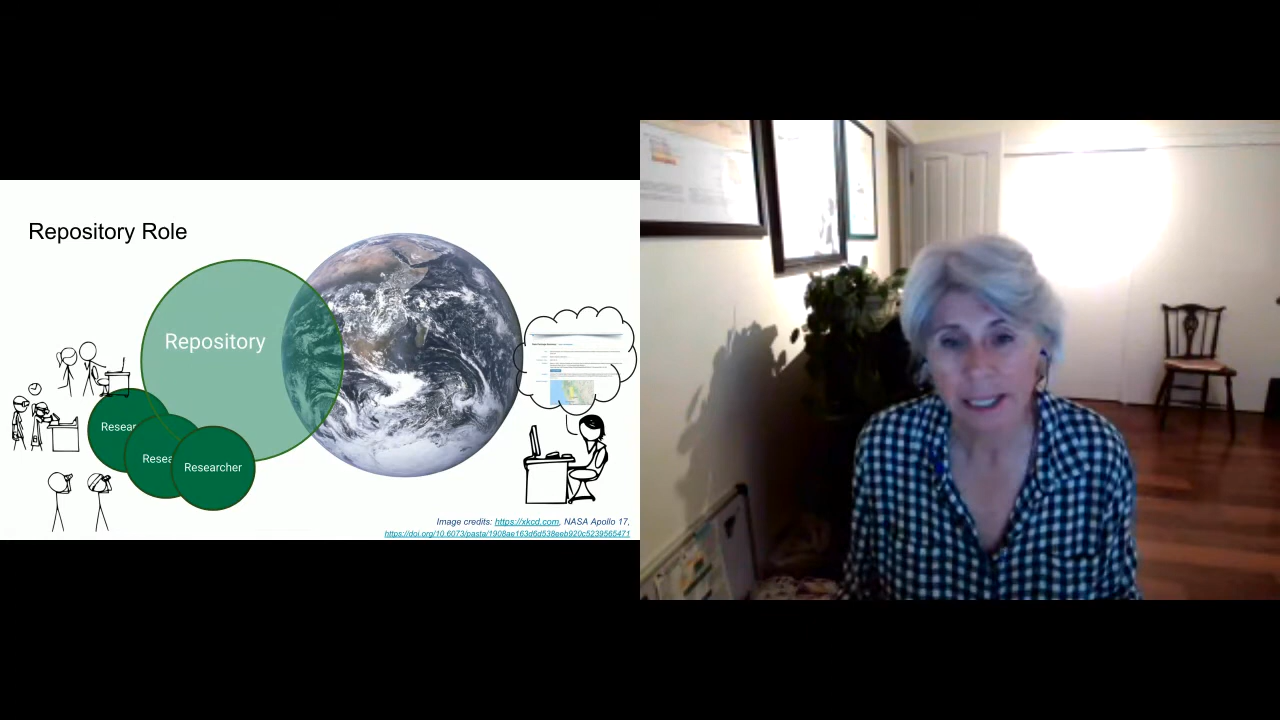 Repository Role
Repository
Resear
Resea
Researcher
Image credits: https://xkcd.com, NASA Apollo 17,
https://doi.org/10.6073/pasta/1908ae163d6d538aeb920c5239565471